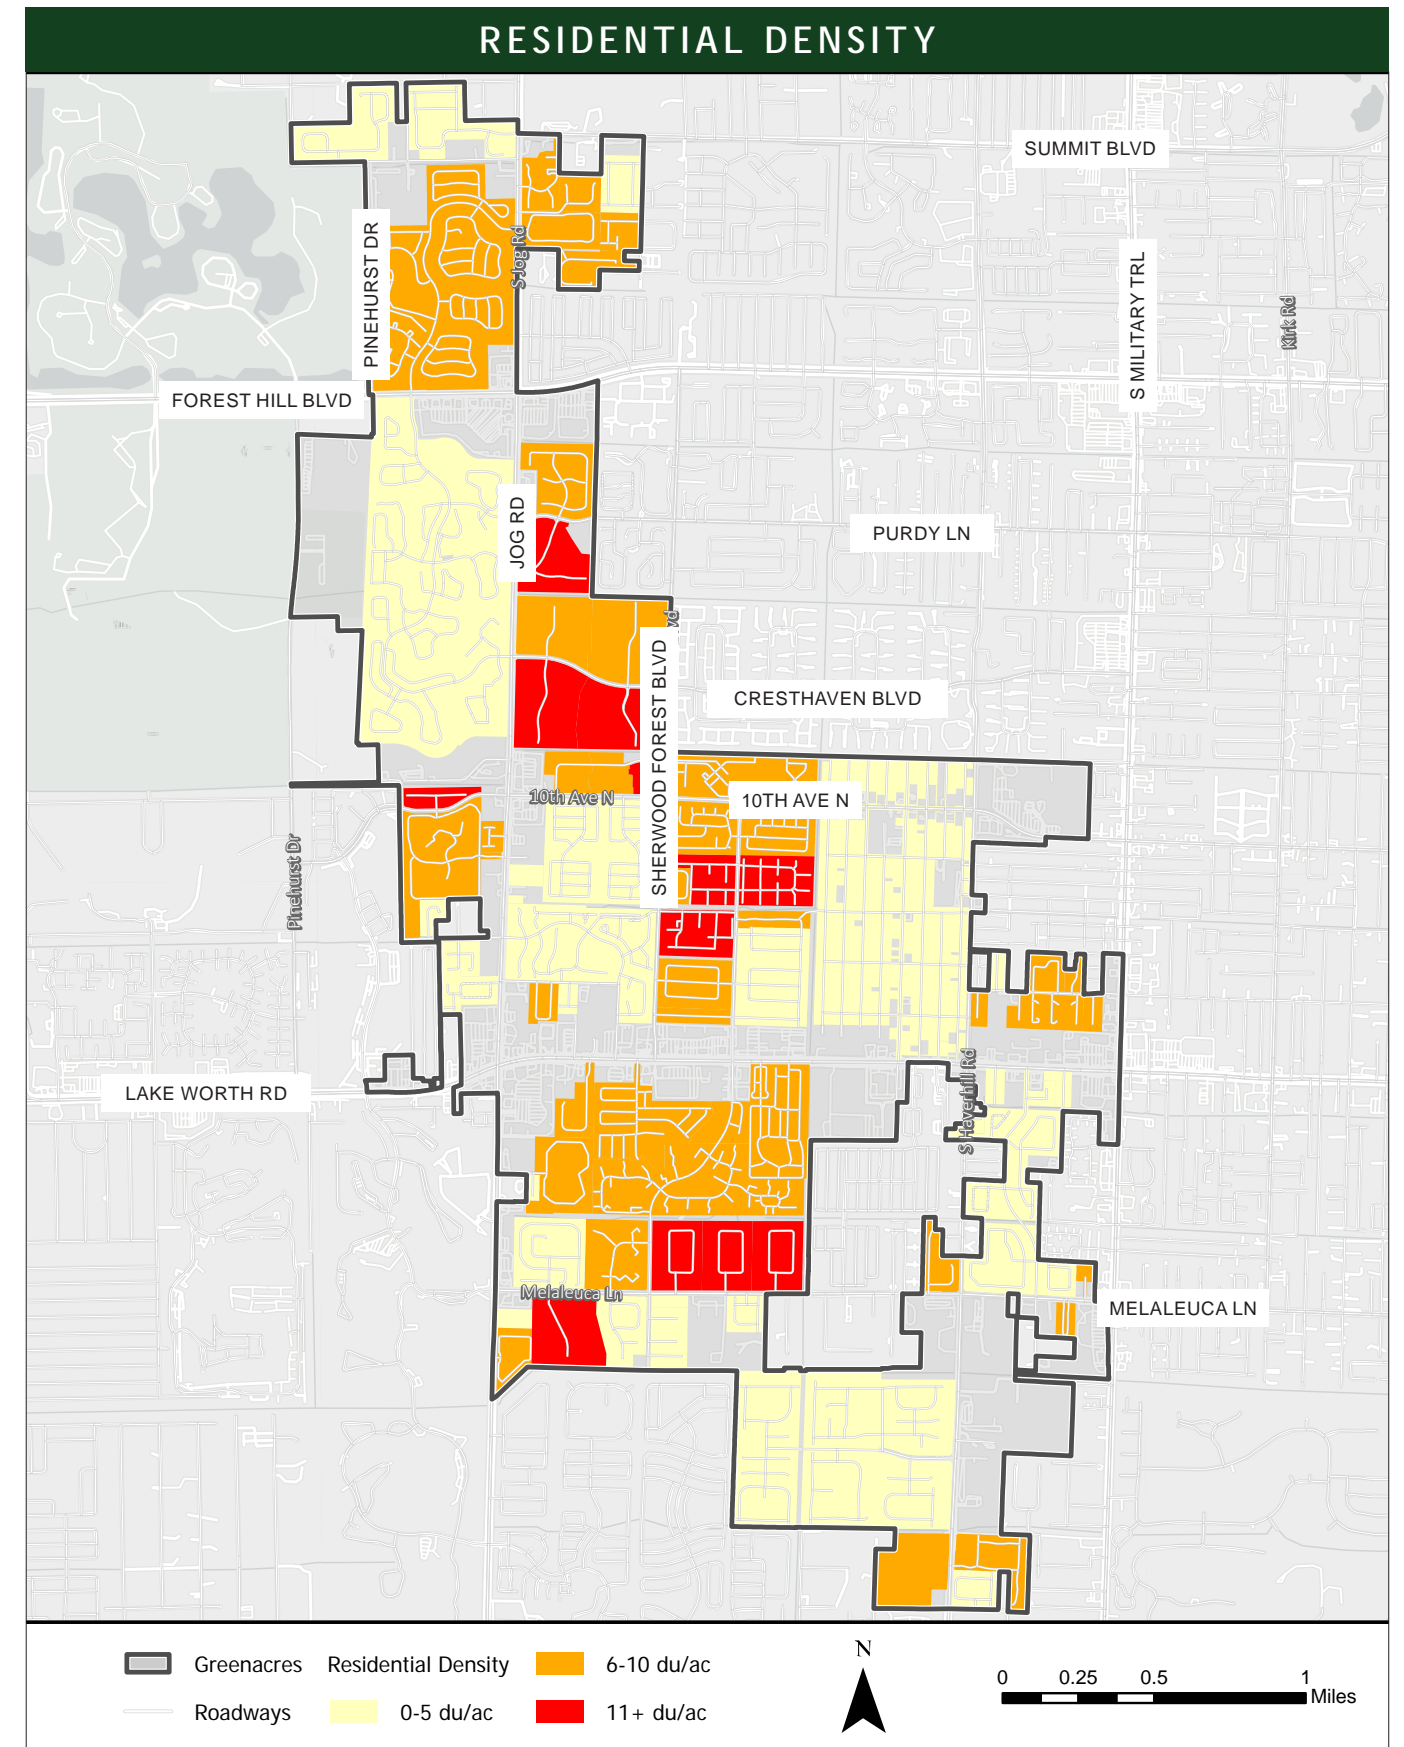 RESIDENTIAL DENSITY
SUMMIT BLVD
PINEHURST DR
S Jog Rd
S MILITARY TRL
Kirk Rd
FOREST HILL BLVD
JOG RD
PURDY LN
vd
SHERWOOD FOREST BLVD
CRESTHAVEN BLVD
10th Ave N
10TH AVE N
Pinehurst Dr
S Haverhill Rd
LAKE WORTH RD
Melaleuca Ln
MELALEUCA LN
Greenacres
Residential Density
6-10 du/ac
Roadways
0-5 du/ac
11+ du/ac
N
0 0.25 0.5 1
Miles